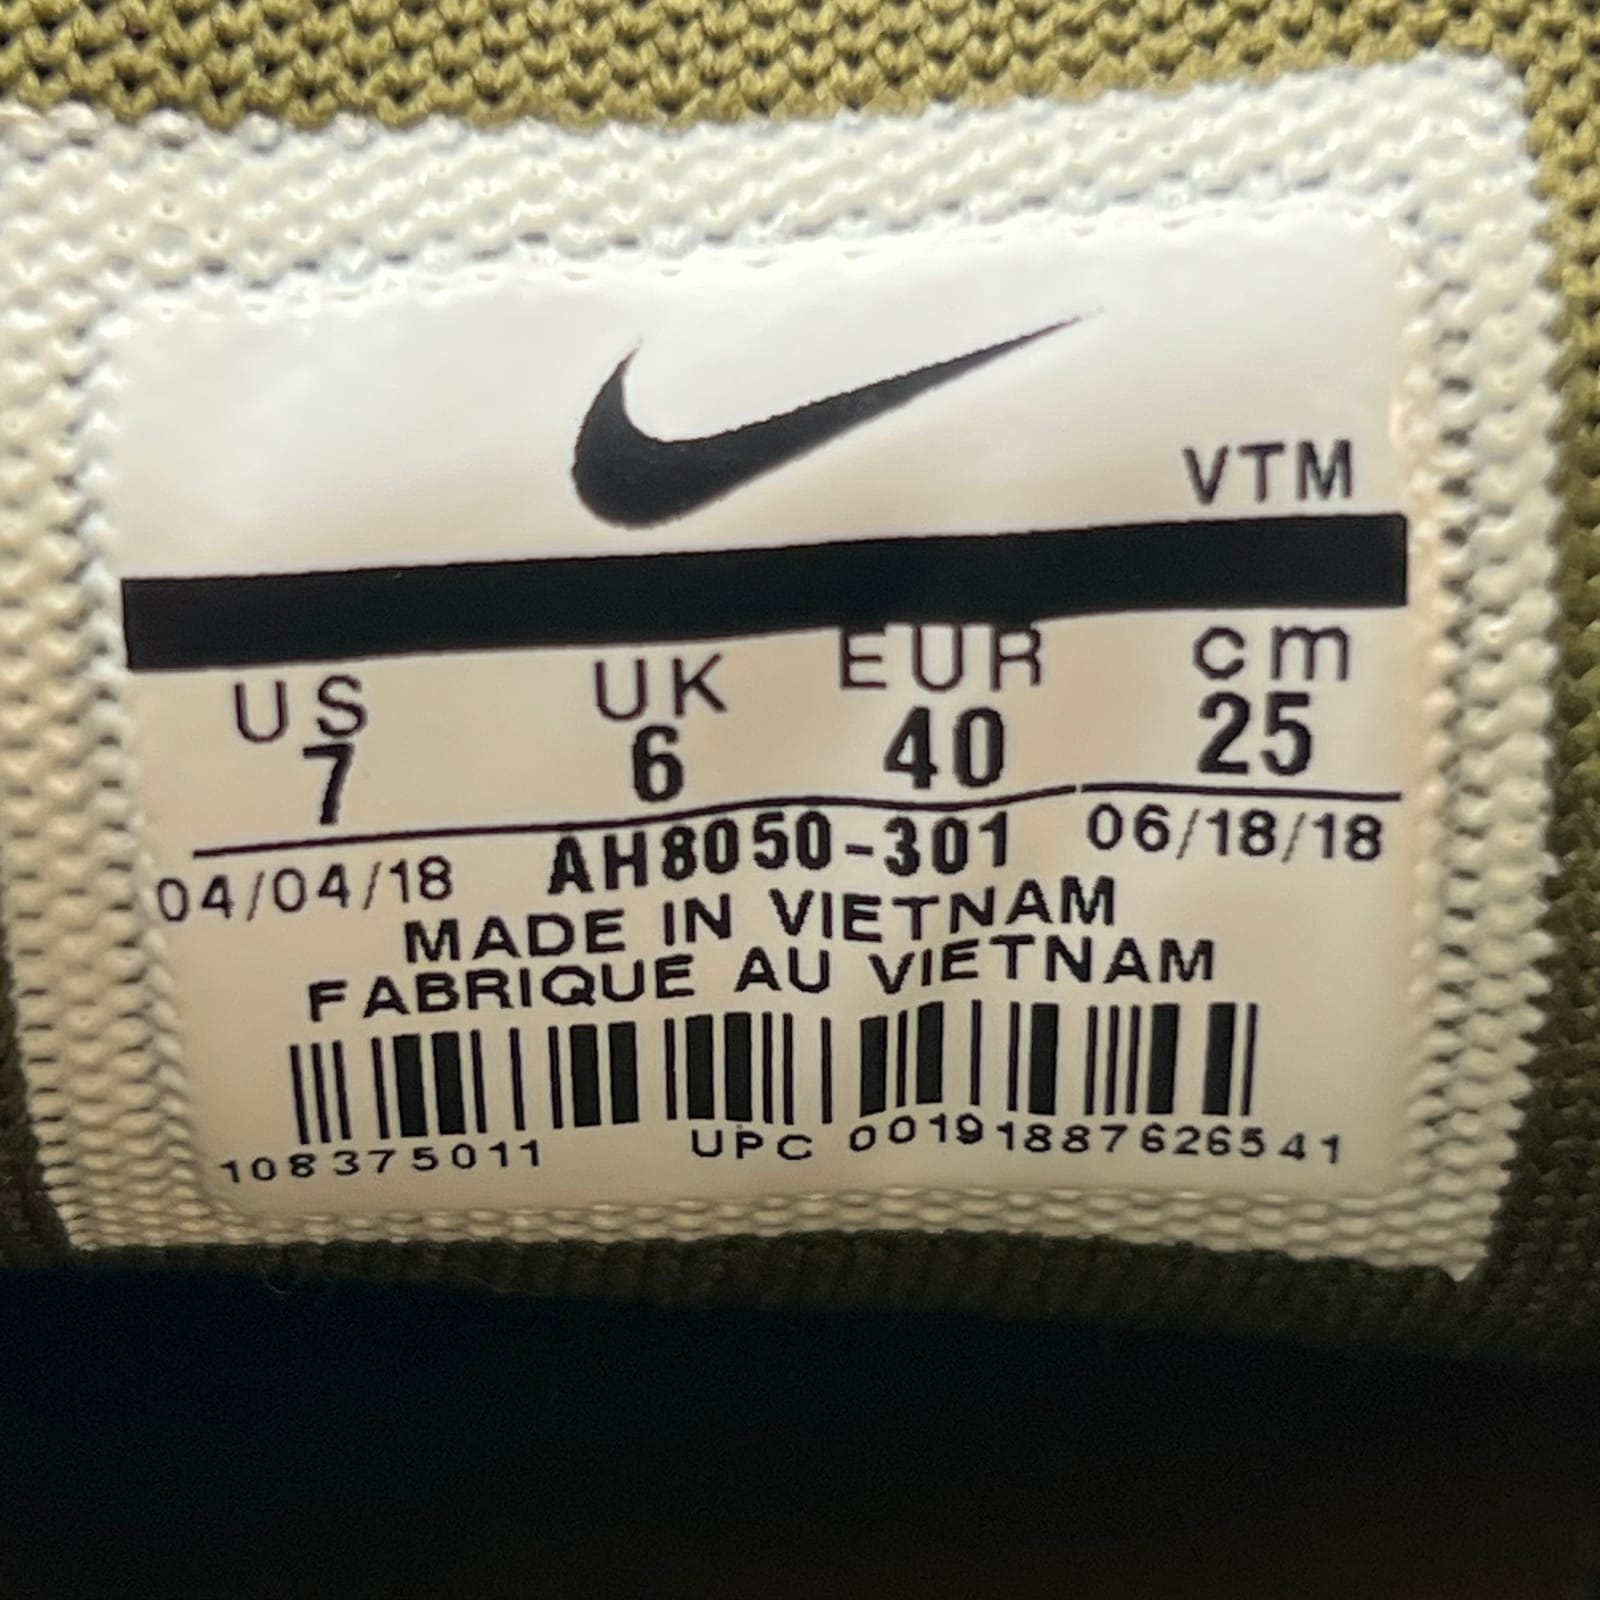 VTM
US UK EUR cm
7 6 40 25
04/04/18 AH8050-301 06/18/18
MADE IN VIETNAM
FABRIQUE AU VIETNAM
108375011 UPC 00191887626541